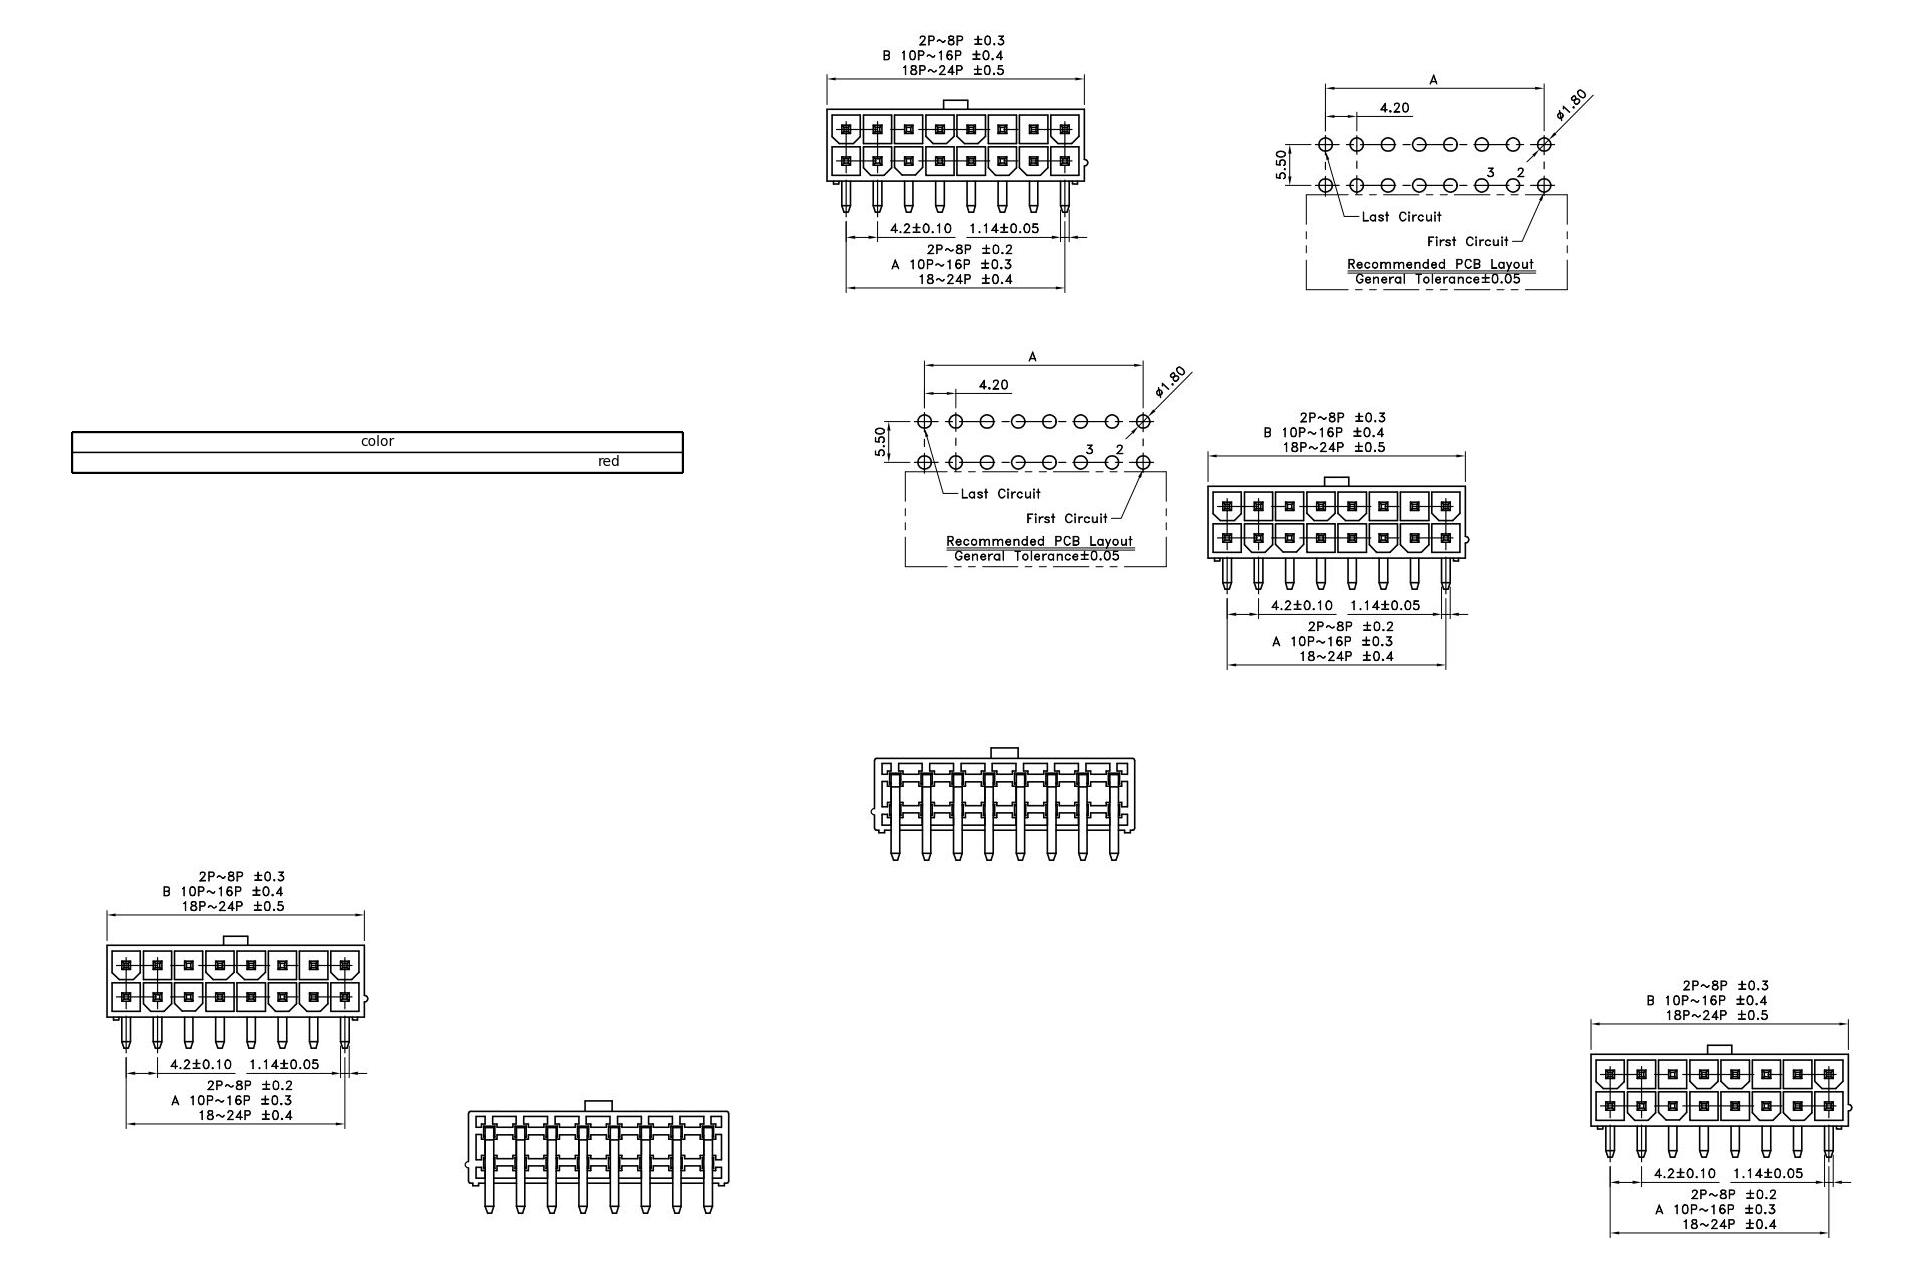 2P~8P ±0.3
B 10P~16P ±0.4
18P~24P ±0.5
4.2±0.10 1.14±0.05
2P~8P ±0.2
A 10P~16P ±0.3
18~24P ±0.4
A
4.20
ø1.80
5.50
3 2
Last Circuit
First Circuit
Recommended PCB Layout
General Tolerance±0.05
color
red
A
4.20
ø1.80
5.50
3 2
Last Circuit
First Circuit
Recommended PCB Layout
General Tolerance±0.05
2P~8P ±0.3
B 10P~16P ±0.4
18P~24P ±0.5
4.2±0.10 1.14±0.05
2P~8P ±0.2
A 10P~16P ±0.3
18~24P ±0.4
2P~8P ±0.3
B 10P~16P ±0.4
18P~24P ±0.5
4.2±0.10 1.14±0.05
2P~8P ±0.2
A 10P~16P ±0.3
18~24P ±0.4
2P~8P ±0.3
B 10P~16P ±0.4
18P~24P ±0.5
4.2±0.10 1.14±0.05
2P~8P ±0.2
A 10P~16P ±0.3
18~24P ±0.4